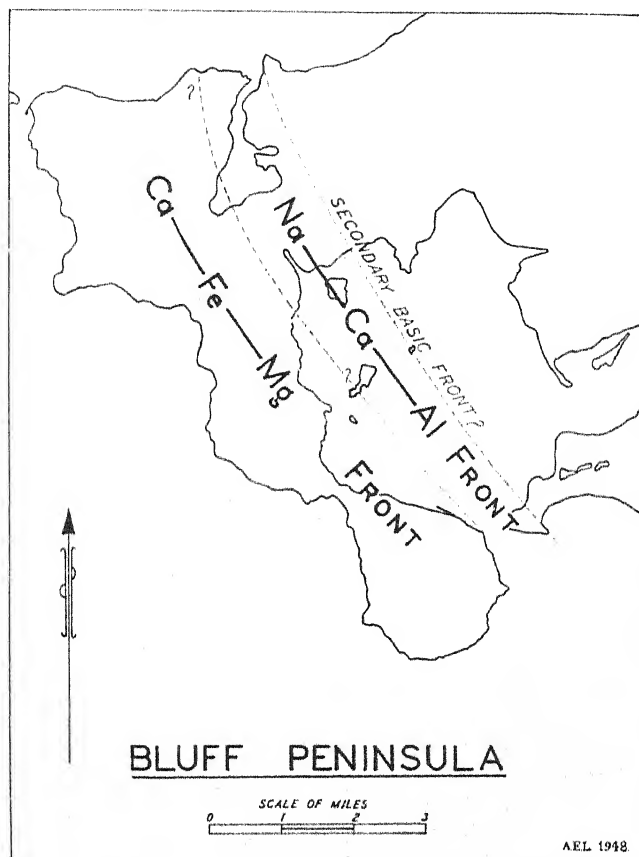 ?
Ca—Fe—Mg FRONT
Na—Ca—Al FRONT
SECONDARY BASIC FRONT?
BLUFF PENINSULA
SCALE OF MILES
0 1 2 3
A.E.L. 1948.